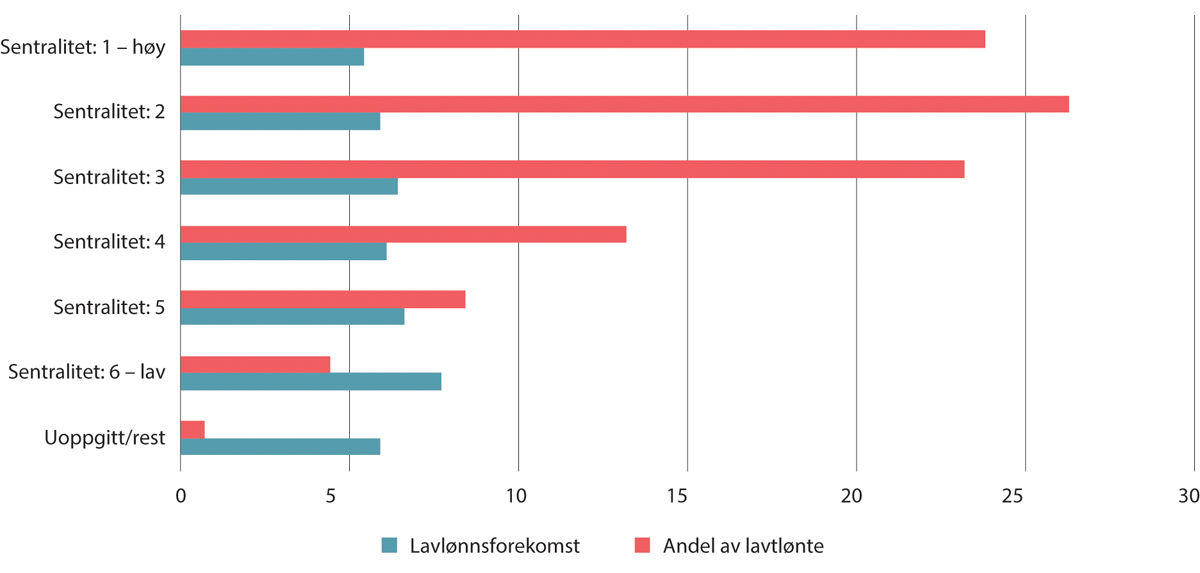 Sentralitet: 1 – høy
Sentralitet: 2
Sentralitet: 3
Sentralitet: 4
Sentralitet: 5
Sentralitet: 6 – lav
Uoppgitt/rest
0 5 10 15 20 25 30
Lavlønnsforekomst Andel av lavtlønte